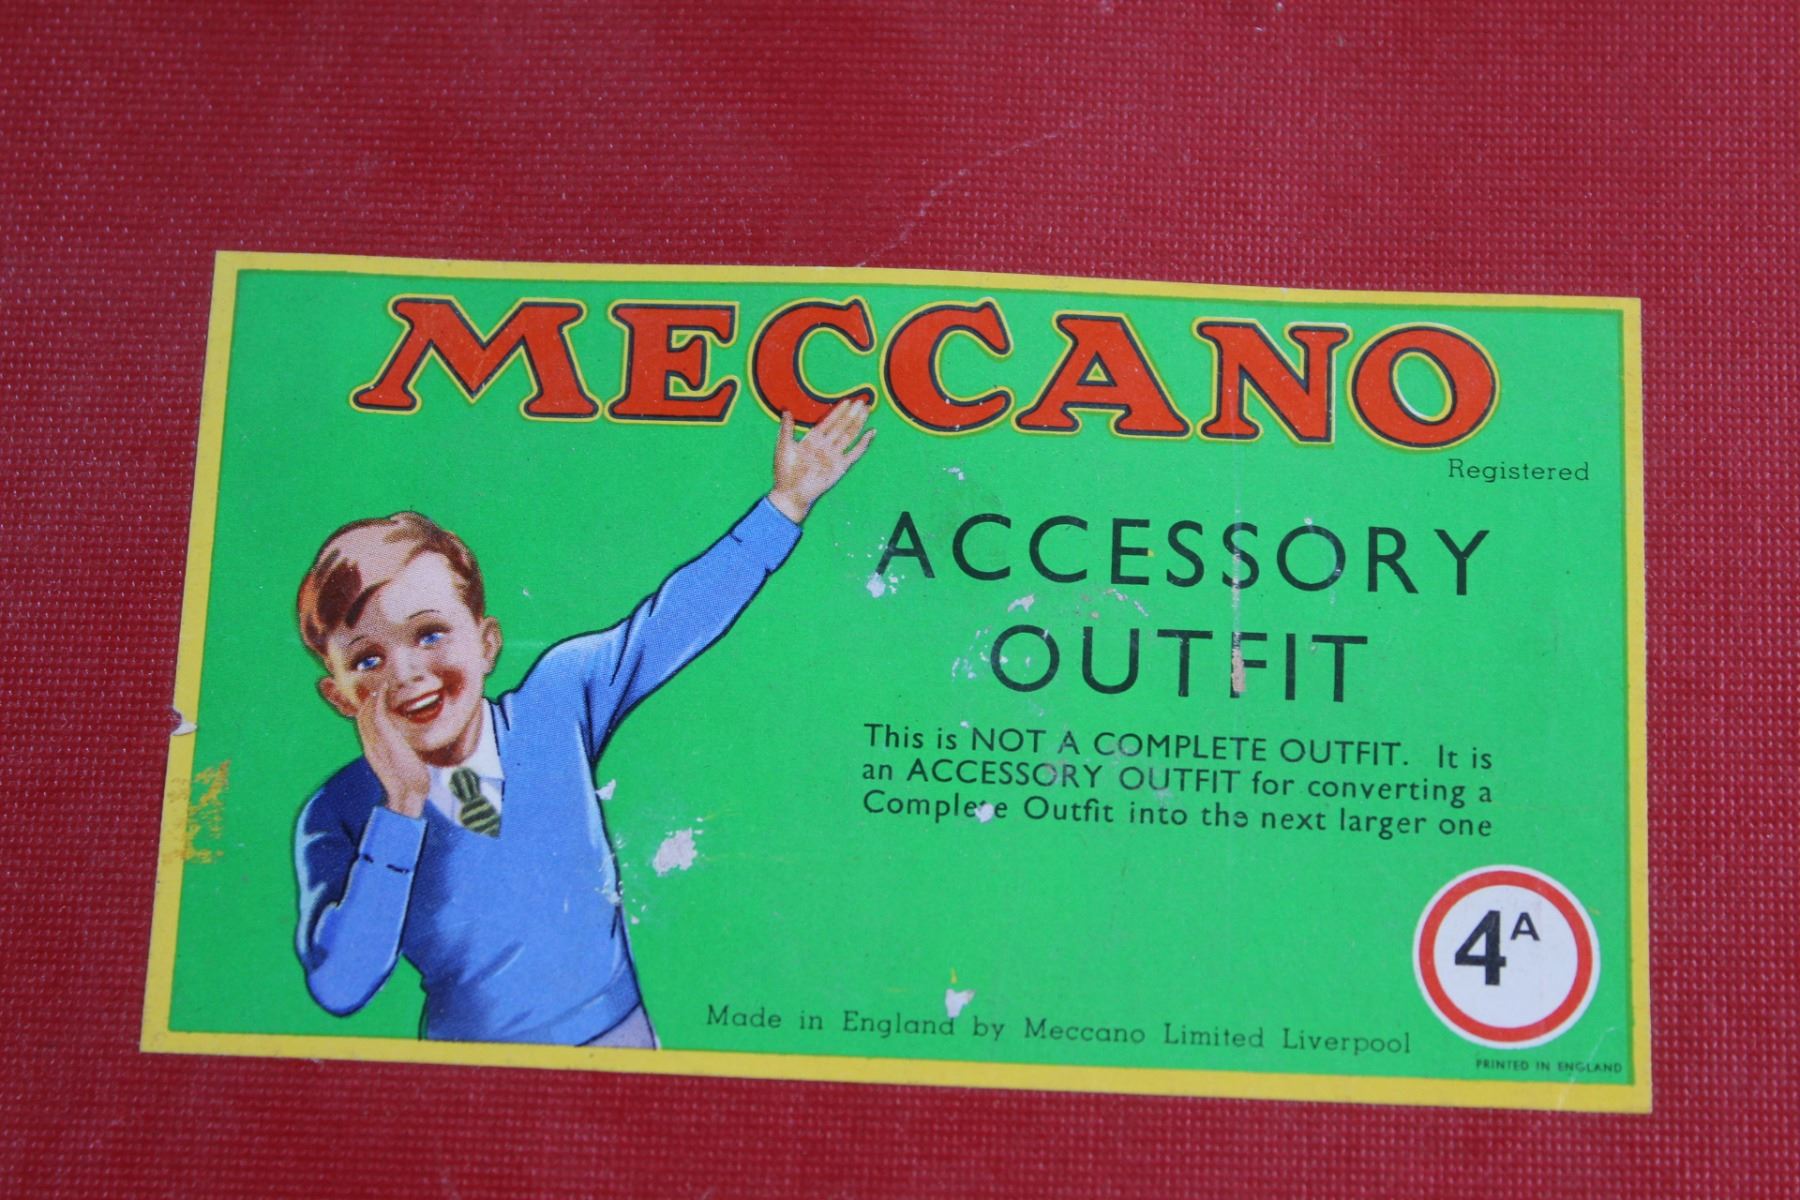 MECCANO
Registered
ACCESSORY
OUTFIT
This is NOT A COMPLETE OUTFIT. It is
an ACCESSORY OUTFIT for converting a
Complete Outfit into the next larger one
4A
Made in England by Meccano Limited Liverpool
PRINTED IN ENGLAND